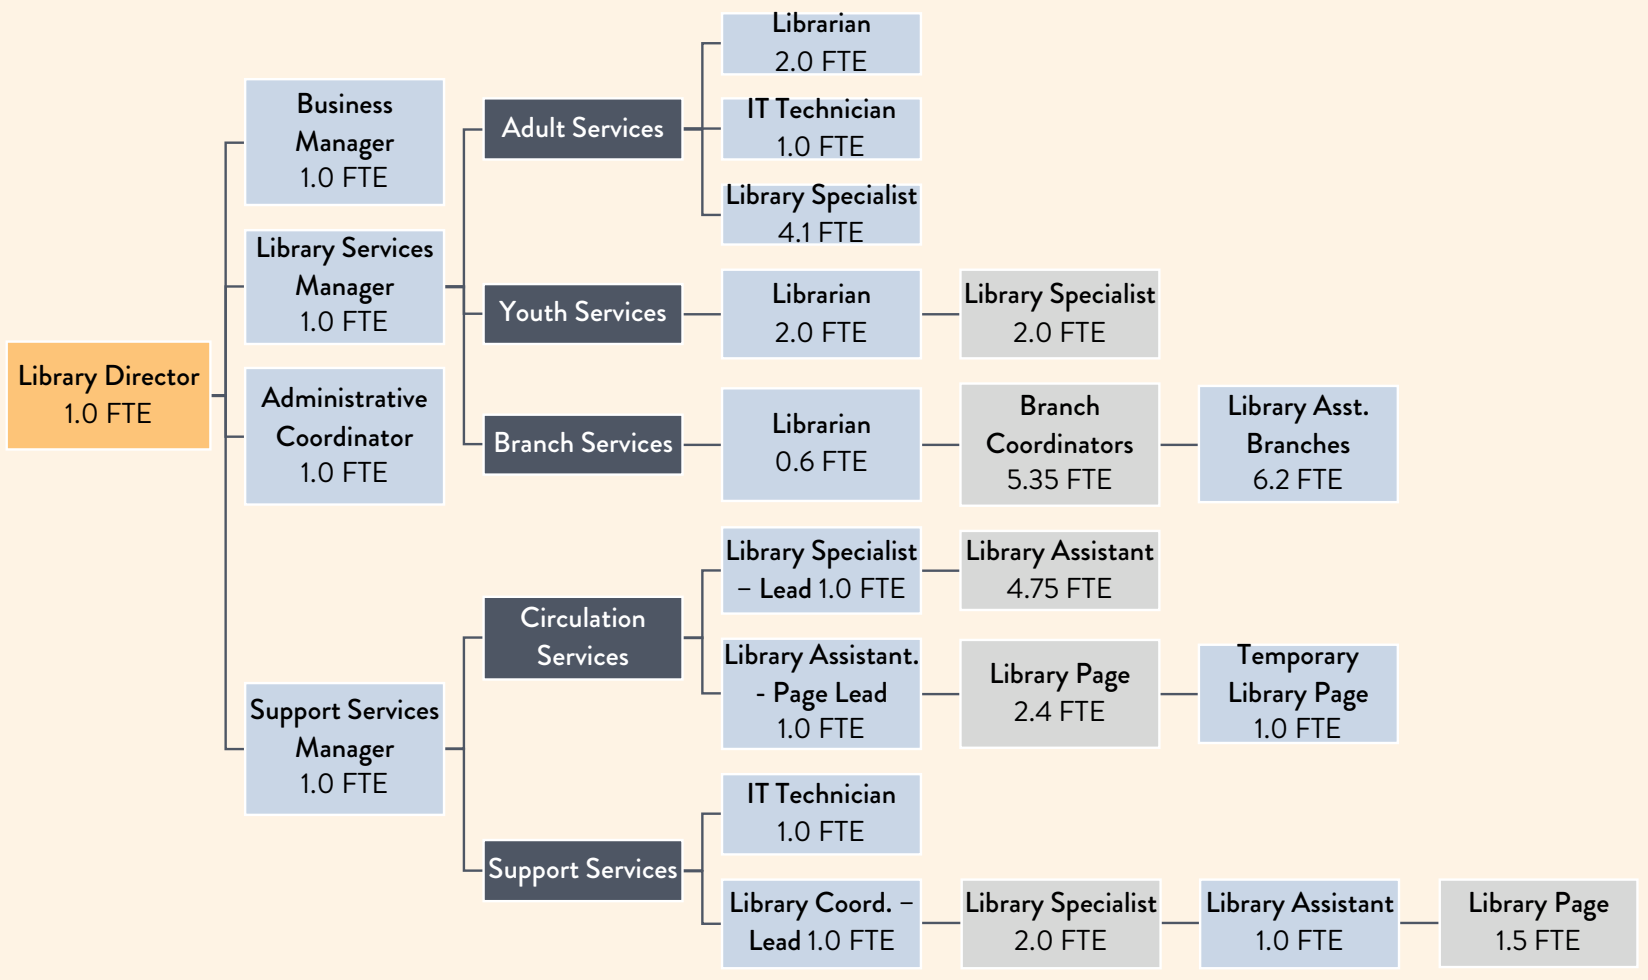 Library Director
1.0 FTE
Business
Manager
1.0 FTE
Library Services
Manager
1.0 FTE
Administrative
Coordinator
1.0 FTE
Support Services
Manager
1.0 FTE
Adult Services
Librarian
2.0 FTE
IT Technician
1.0 FTE
Library Specialist
4.1 FTE
Youth Services
Librarian
2.0 FTE
Library Specialist
2.0 FTE
Branch Services
Librarian
0.6 FTE
Branch
Coordinators
5.35 FTE
Library Asst.
Branches
6.2 FTE
Circulation
Services
Library Specialist
– Lead 1.0 FTE
Library Assistant
4.75 FTE
Library Assistant.
- Page Lead
1.0 FTE
Library Page
2.4 FTE
Temporary
Library Page
1.0 FTE
Support Services
IT Technician
1.0 FTE
Library Coord. –
Lead 1.0 FTE
Library Specialist
2.0 FTE
Library Assistant
1.0 FTE
Library Page
1.5 FTE